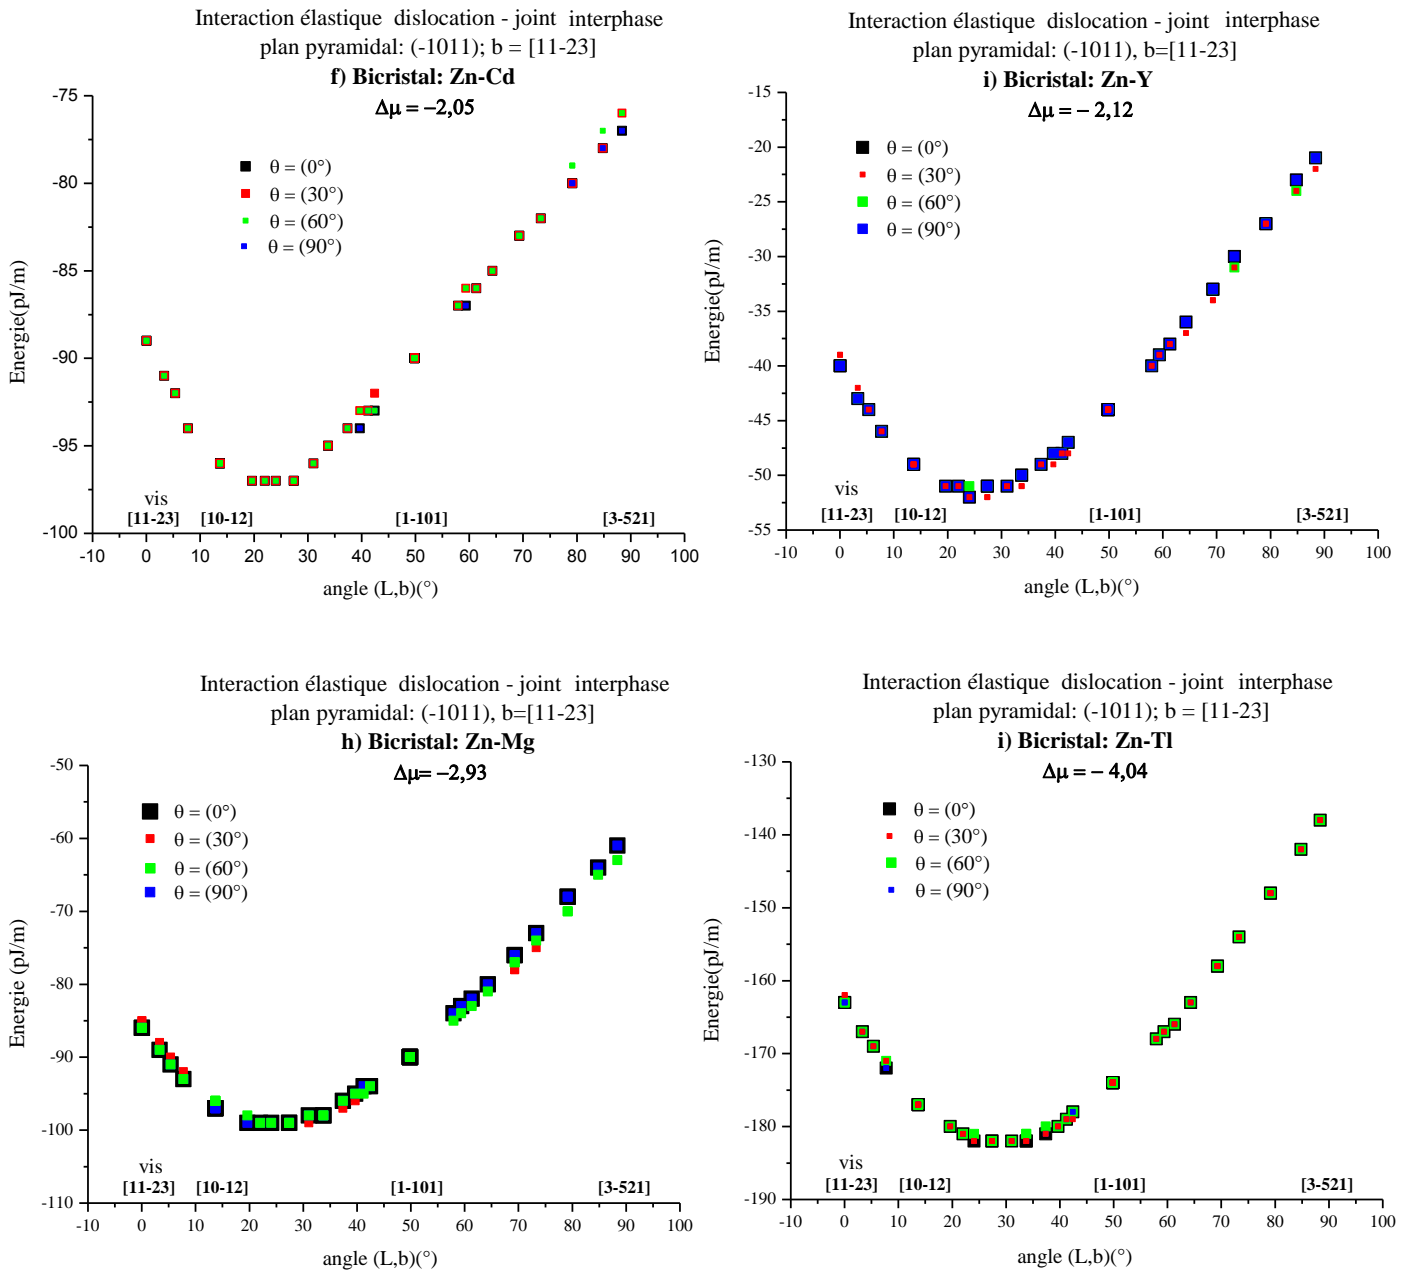 Interaction élastique dislocation - joint interphase
plan pyramidal: (-1011); b = [11-23]
f) Bicristal: Zn-Cd
Δμ = −2,05
θ = (0°)
θ = (30°)
θ = (60°)
θ = (90°)
-75
-80
-85
-90
-95
-100
Energie(pJ/m)
vis
[11-23] [10-12] [1-101] [3-521]
-10 0 10 20 30 40 50 60 70 80 90 100
angle (L,b)(°)
Interaction élastique dislocation - joint interphase
plan pyramidal: (-1011), b=[11-23]
i) Bicristal: Zn-Y
Δμ = − 2,12
θ = (0°)
θ = (30°)
θ = (60°)
θ = (90°)
-15
-20
-25
-30
-35
-40
-45
-50
-55
Energie(pJ/m)
vis
[11-23] [10-12] [1-101] [3-521]
-10 0 10 20 30 40 50 60 70 80 90 100
angle (L,b)(°)
Interaction élastique dislocation - joint interphase
plan pyramidal: (-1011), b=[11-23]
h) Bicristal: Zn-Mg
Δμ= −2,93
θ = (0°)
θ = (30°)
θ = (60°)
θ = (90°)
-50
-60
-70
-80
-90
-100
-110
Energie (pJ/m)
vis
[11-23] [10-12] [1-101] [3-521]
-10 0 10 20 30 40 50 60 70 80 90 100
angle (L,b)(°)
Interaction élastique dislocation - joint interphase
plan pyramidal: (-1011); b = [11-23]
i) Bicristal: Zn-Tl
Δμ = − 4,04
θ = (0°)
θ = (30°)
θ = (60°)
θ = (90°)
-130
-140
-150
-160
-170
-180
-190
Energie(pJ/m)
vis
[11-23] [10-12] [1-101] [3-521]
-10 0 10 20 30 40 50 60 70 80 90 100
angle (L,b)(°)